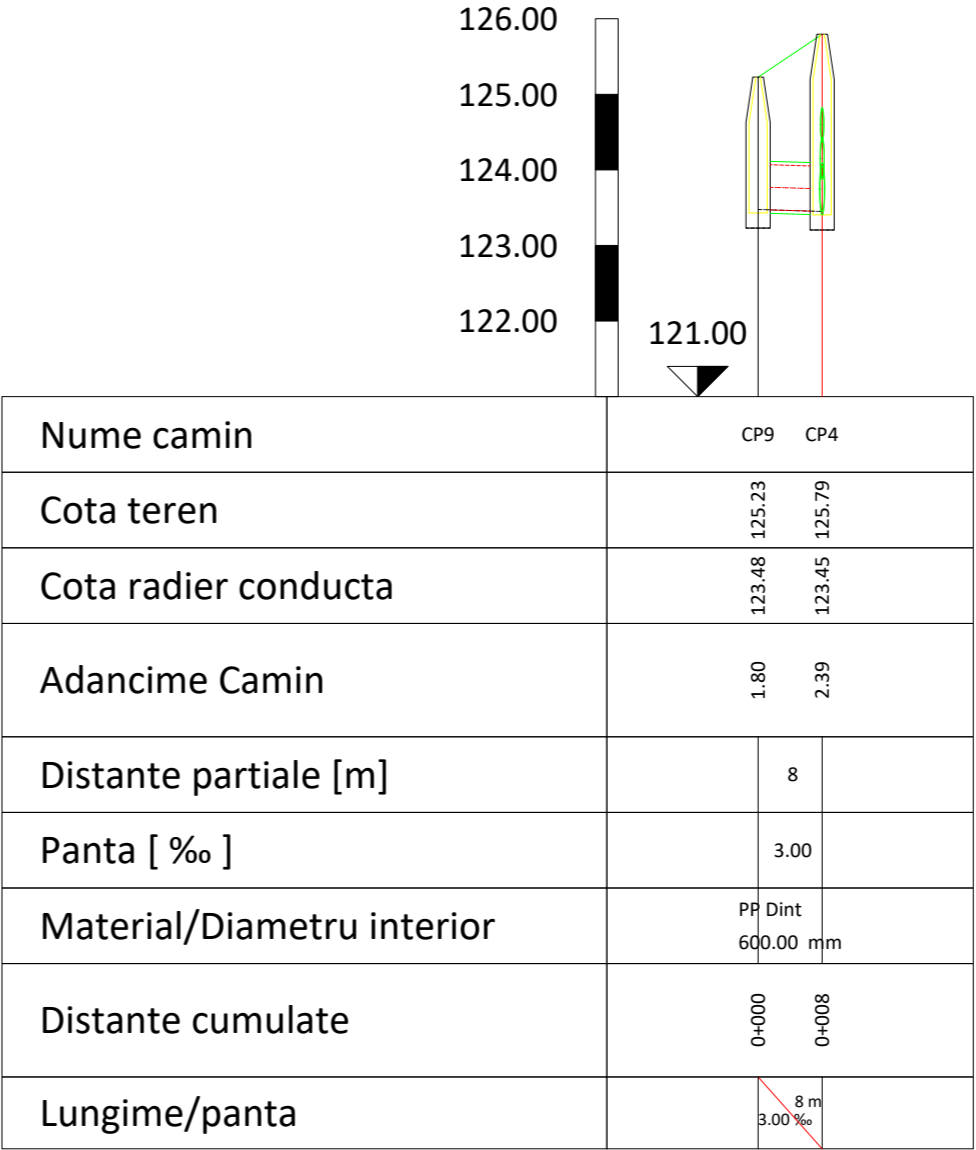 126.00
125.00
124.00
123.00
122.00
121.00
Nume camin CP9 CP4
Cota teren 125.23 125.79
Cota radier conducta 123.48 123.45
Adancime Camin 1.80 2.39
Distante partiale [m] 8
Panta [ ‰ ] 3.00
Material/Diametru interior PP Dint
600.00 mm
Distante cumulate 0+000 0+008
Lungime/panta 8 m
3.00 ‰